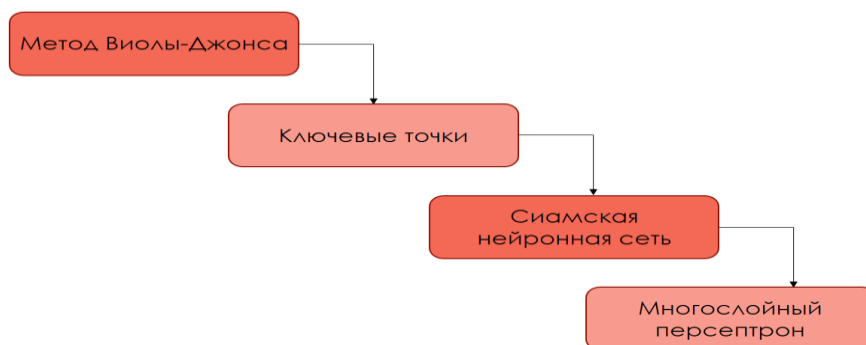 Метод Виолы-Джонса
Ключевые точки
Сиамская
нейронная сеть
Многослойный
персептрон